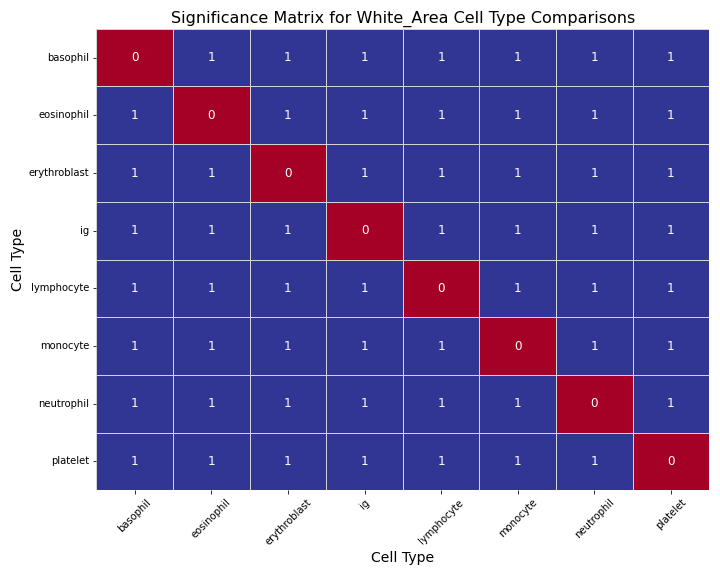 Significance Matrix for White_Area Cell Type Comparisons
Cell Type
basophil 0 1 1 1 1 1 1 1
eosinophil 1 0 1 1 1 1 1 1
erythroblast 1 1 0 1 1 1 1 1
ig 1 1 1 0 1 1 1 1
lymphocyte 1 1 1 1 0 1 1 1
monocyte 1 1 1 1 1 0 1 1
neutrophil 1 1 1 1 1 1 0 1
platelet 1 1 1 1 1 1 1 0
basophil eosinophil erythroblast ig lymphocyte monocyte neutrophil platelet
Cell Type